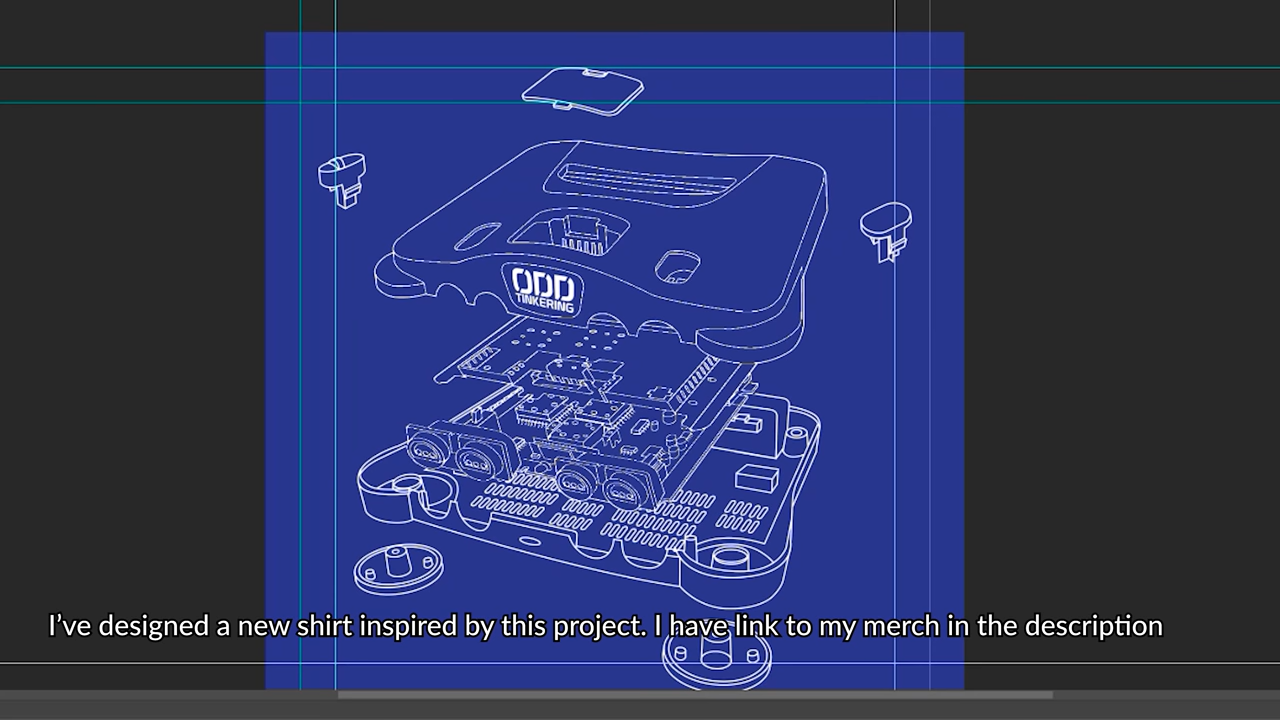 ODD
TINKERING
I've designed a new shirt inspired by this project. I have link to my merch in the description